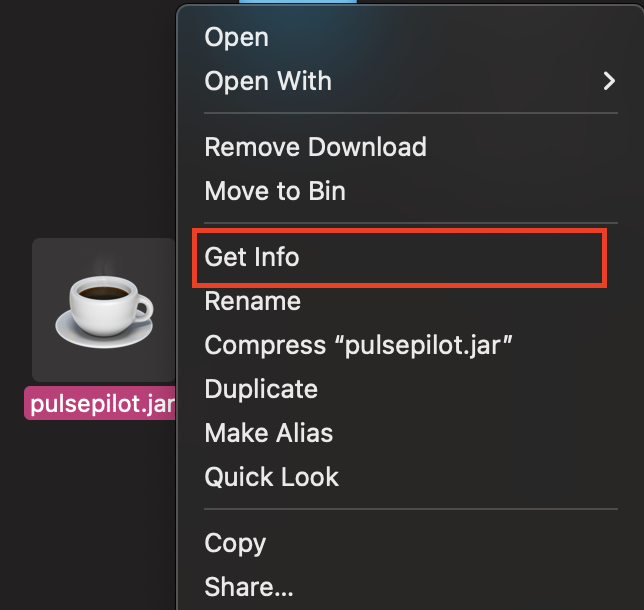 Open
Open With
Remove Download
Move to Bin
Get Info
Rename
Compress “pulsepilot.jar”
Duplicate
Make Alias
Quick Look
Copy
Share...
pulsepilot.jar